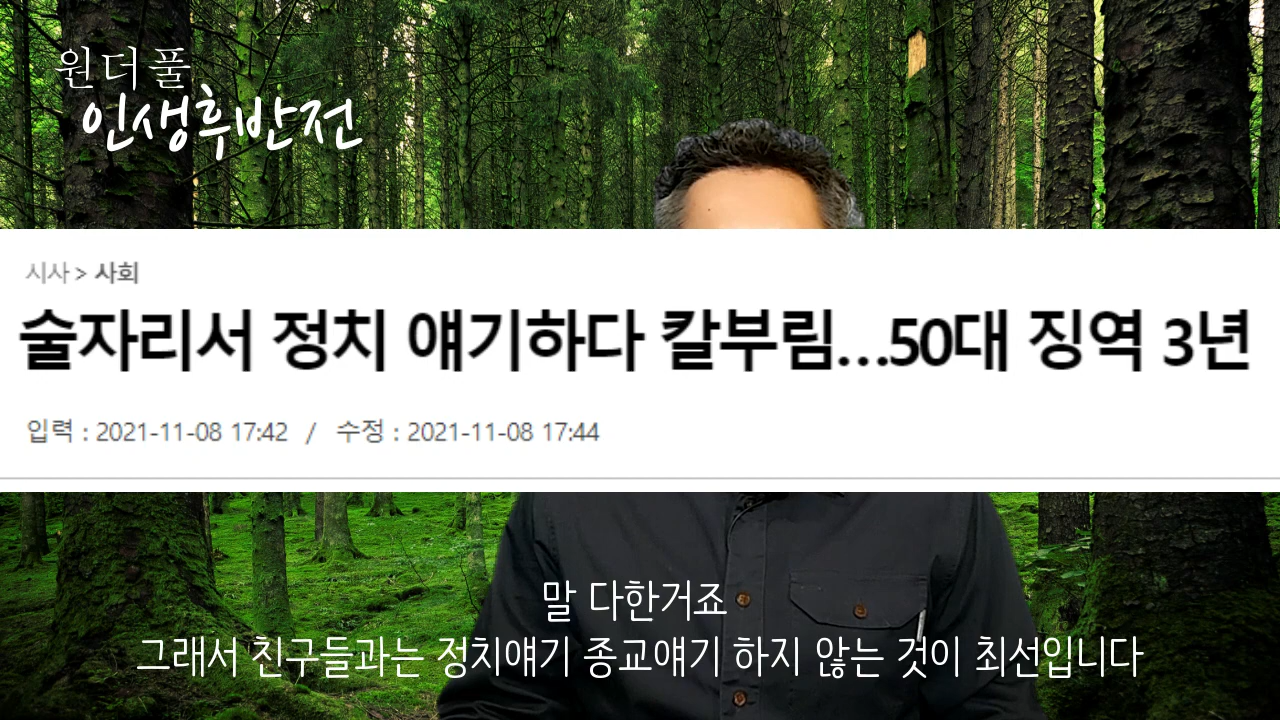 원더풀
인생후반전
시사 > 사회
술자리서 정치 얘기하다 칼부림…50대 징역 3년
입력 : 2021-11-08 17:42 / 수정 : 2021-11-08 17:44
말 다한거죠
그래서 친구들과는 정치얘기 종교얘기 하지 않는 것이 최선입니다